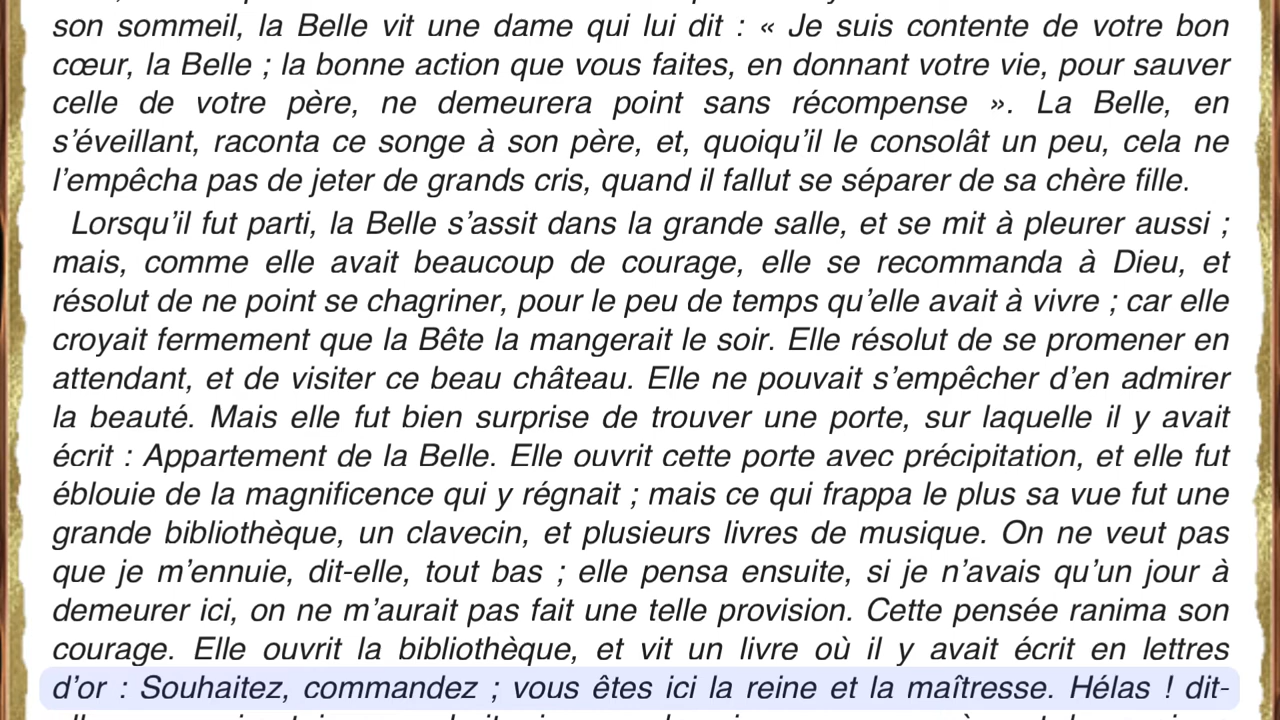 son sommeil, la Belle vit une dame qui lui dit : « Je suis contente de votre bon
cœur, la Belle ; la bonne action que vous faites, en donnant votre vie, pour sauver
celle de votre père, ne demeurera point sans récompense ». La Belle, en
s’éveillant, raconta ce songe à son père, et, quoiqu’il le consolât un peu, cela ne
l’empêcha pas de jeter de grands cris, quand il fallut se séparer de sa chère fille.
Lorsqu’il fut parti, la Belle s’assit dans la grande salle, et se mit à pleurer aussi ;
mais, comme elle avait beaucoup de courage, elle se recommanda à Dieu, et
résolut de ne point se chagriner, pour le peu de temps qu’elle avait à vivre ; car elle
croyait fermement que la Bête la mangerait le soir. Elle résolut de se promener en
attendant, et de visiter ce beau château. Elle ne pouvait s’empêcher d’en admirer
la beauté. Mais elle fut bien surprise de trouver une porte, sur laquelle il y avait
écrit : Appartement de la Belle. Elle ouvrit cette porte avec précipitation, et elle fut
éblouie de la magnificence qui y régnait ; mais ce qui frappa le plus sa vue fut une
grande bibliothèque, un clavecin, et plusieurs livres de musique. On ne veut pas
que je m’ennuie, dit-elle, tout bas ; elle pensa ensuite, si je n’avais qu’un jour à
demeurer ici, on ne m’aurait pas fait une telle provision. Cette pensée ranima son
courage. Elle ouvrit la bibliothèque, et vit un livre où il y avait écrit en lettres
d’or : Souhaitez, commandez ; vous êtes ici la reine et la maîtresse. Hélas ! dit-